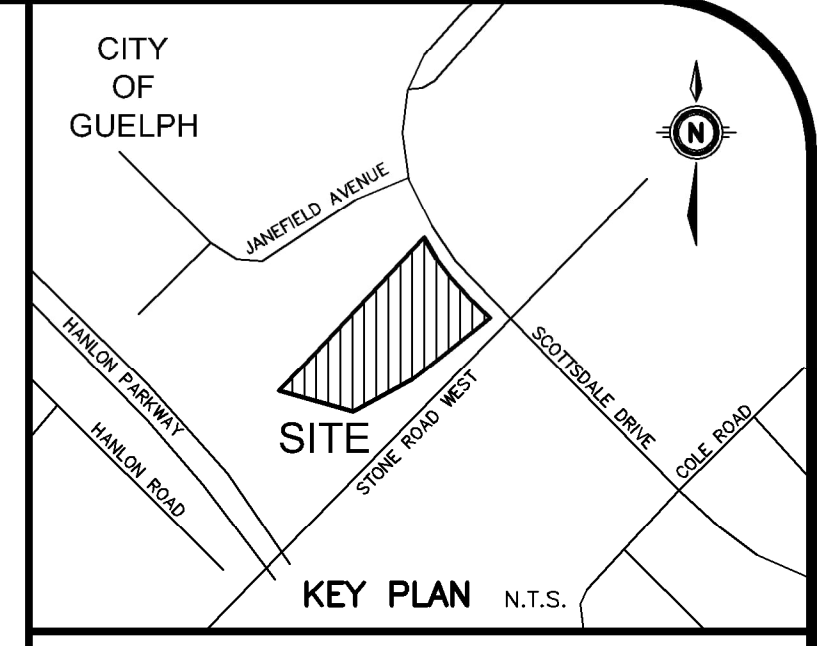 CITY
OF
GUELPH
N
JANEFIELD AVENUE
HANLON PARKWAY
HANLON ROAD
SITE
STONE ROAD WEST
SCOTTSDALE DRIVE
COLE ROAD
KEY PLAN N.T.S.